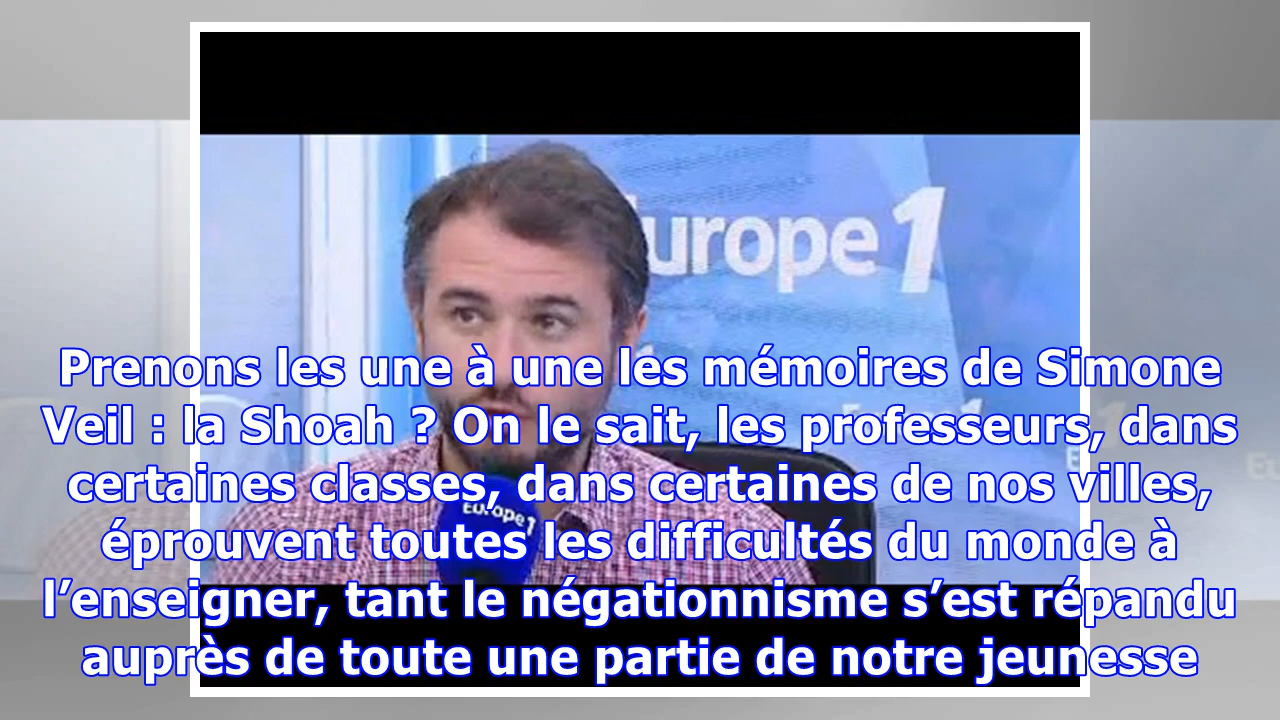 Europe 1
Prenons les une à une les mémoires de Simone
Veil : la Shoah ? On le sait, les professeurs, dans
certaines classes, dans certaines de nos villes,
éprouvent toutes les difficultés du monde à
l’enseigner, tant le négationnisme s’est répandu
auprès de toute une partie de notre jeunesse
Europe 1